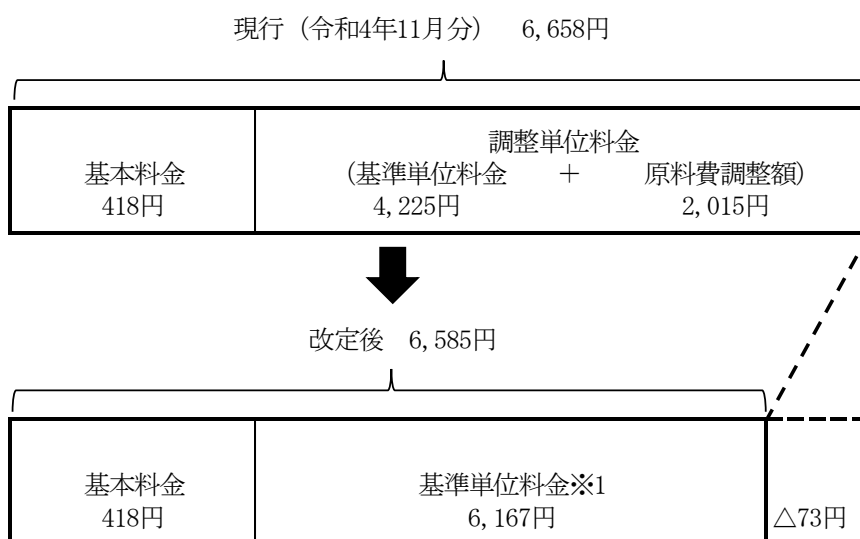 現行（令和4年11月分）　6,658円
調整単位料金
基本料金　(基準単位料金　＋　原料費調整額)
418円　4,225円　2,015円
改定後　6,585円
基本料金　基準単位料金※1
418円　6,167円　△73円